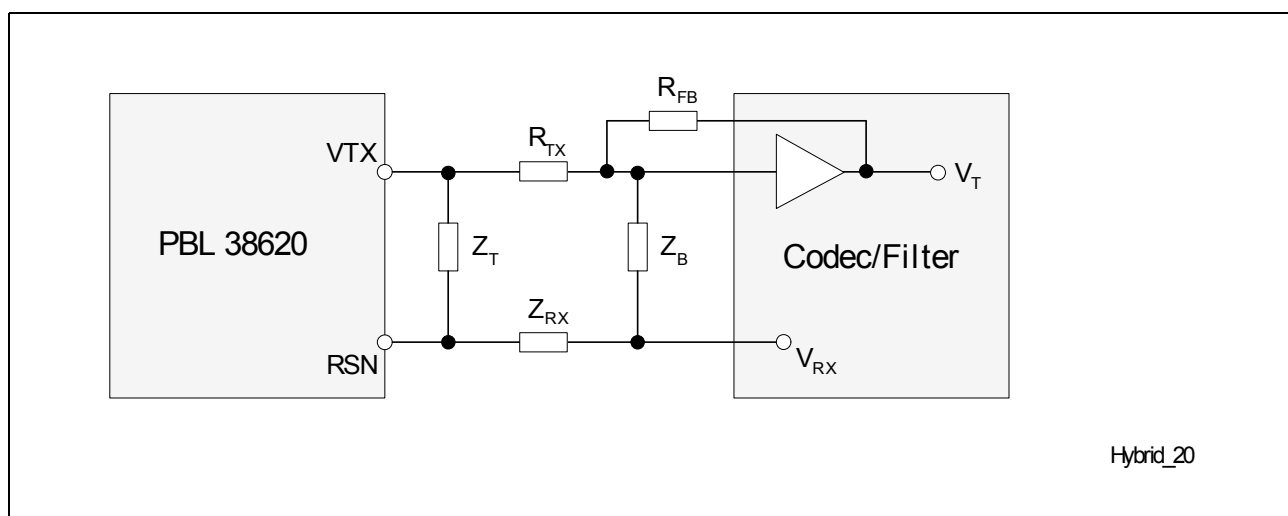 R_FB
R_TX
VTX
V_T
PBL 38620
Z_T
Z_B
Codec/Filter
Z_RX
RSN
V_RX
Hybrid_20